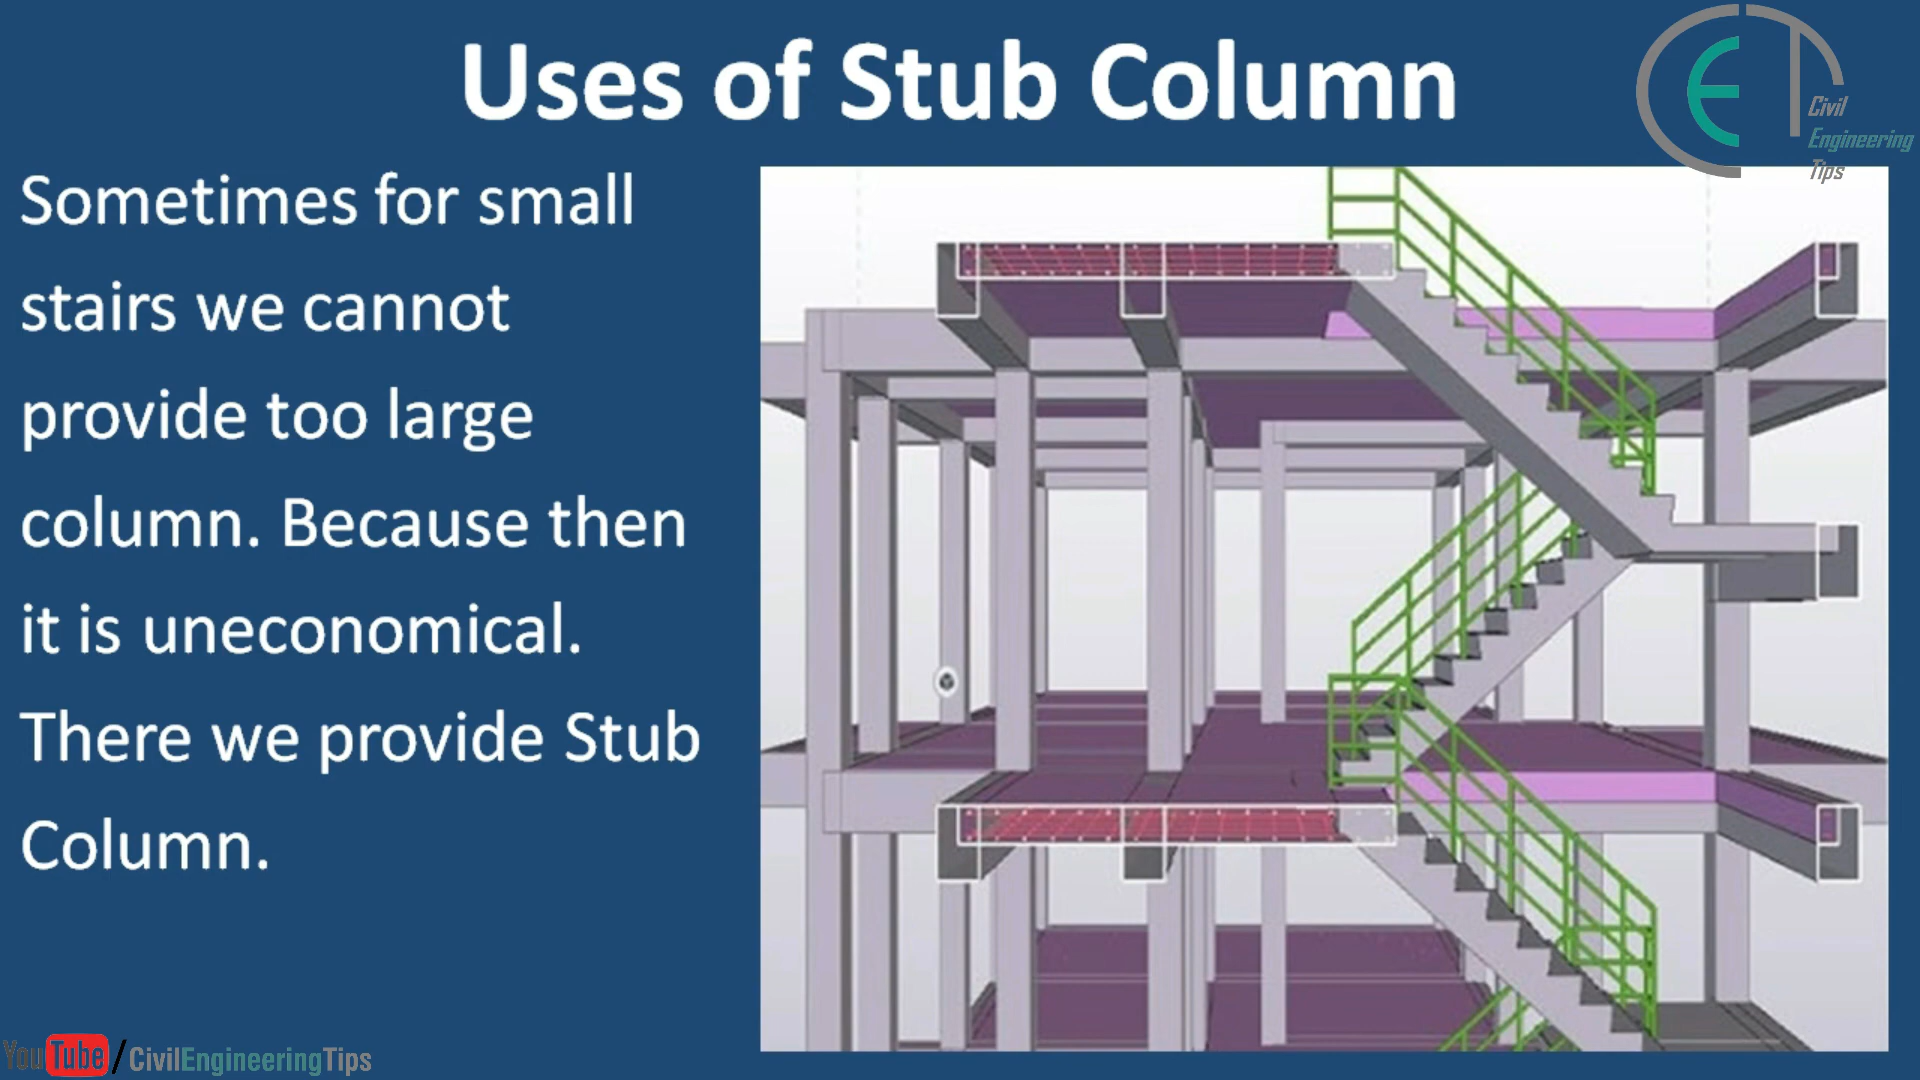 Uses of Stub Column
Civil
Engineering
Tips
Sometimes for small
stairs we cannot
provide too large
column. Because then
it is uneconomical.
There we provide Stub
Column.
YouTube/CivilEngineeringTips